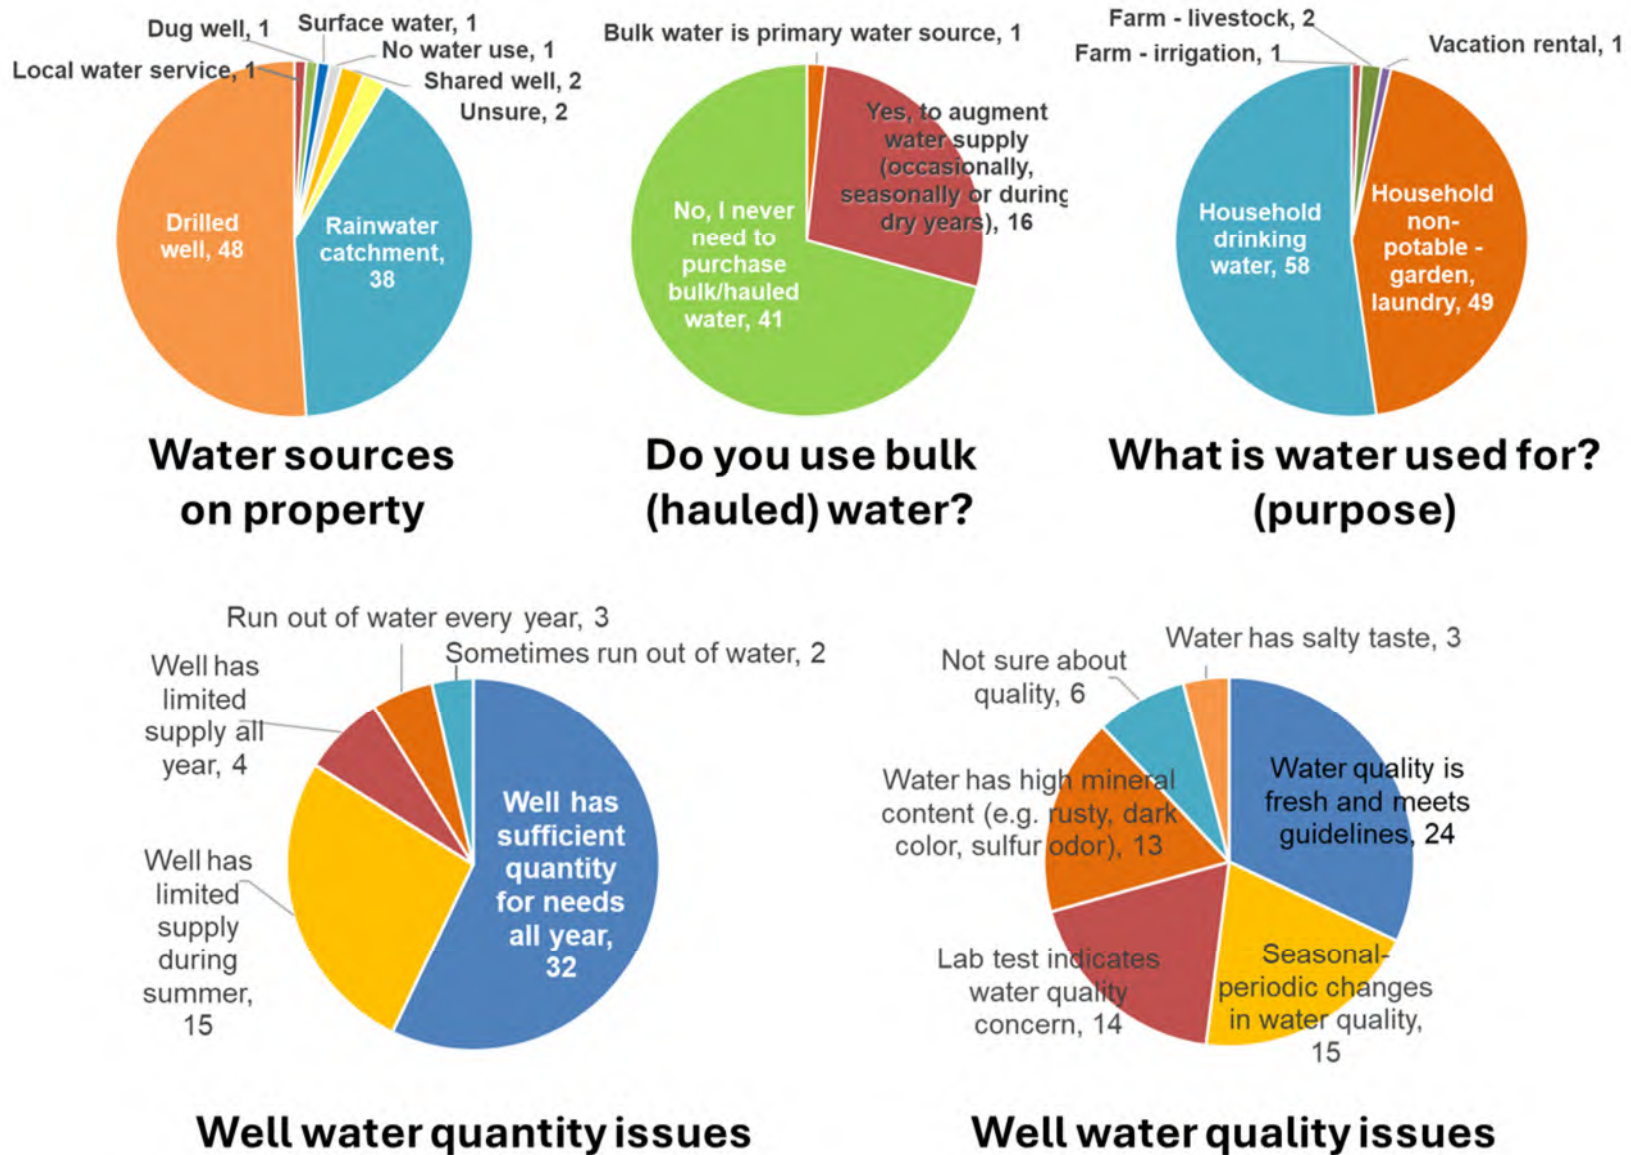 Dug well, 1
Surface water, 1
No water use, 1
Local water service, 1
Shared well, 2
Unsure, 2
Drilled
well, 48
Rainwater
catchment,
38
Water sources
on property
Bulk water is primary water source, 1
Yes, to augment
water supply
(occasionally,
seasonally or during
dry years), 16
No, I never
need to
purchase
bulk/hauled
water, 41
Do you use bulk
(hauled) water?
Farm - livestock, 2
Farm - irrigation, 1
Vacation rental, 1
Household
drinking
water, 58
Household
non-
potable -
garden,
laundry, 49
What is water used for?
(purpose)
Run out of water every year, 3
Sometimes run out of water, 2
Well has
limited
supply all
year, 4
Well has
limited
supply
during
summer,
15
Well has
sufficient
quantity
for needs
all year,
32
Well water quantity issues
Water has salty taste, 3
Not sure about
quality, 6
Water has high mineral
content (e.g. rusty, dark
color, sulfur odor), 13
Water quality is
fresh and meets
guidelines, 24
Lab test indicates
water quality
concern, 14
Seasonal-
periodic changes
in water quality,
15
Well water quality issues